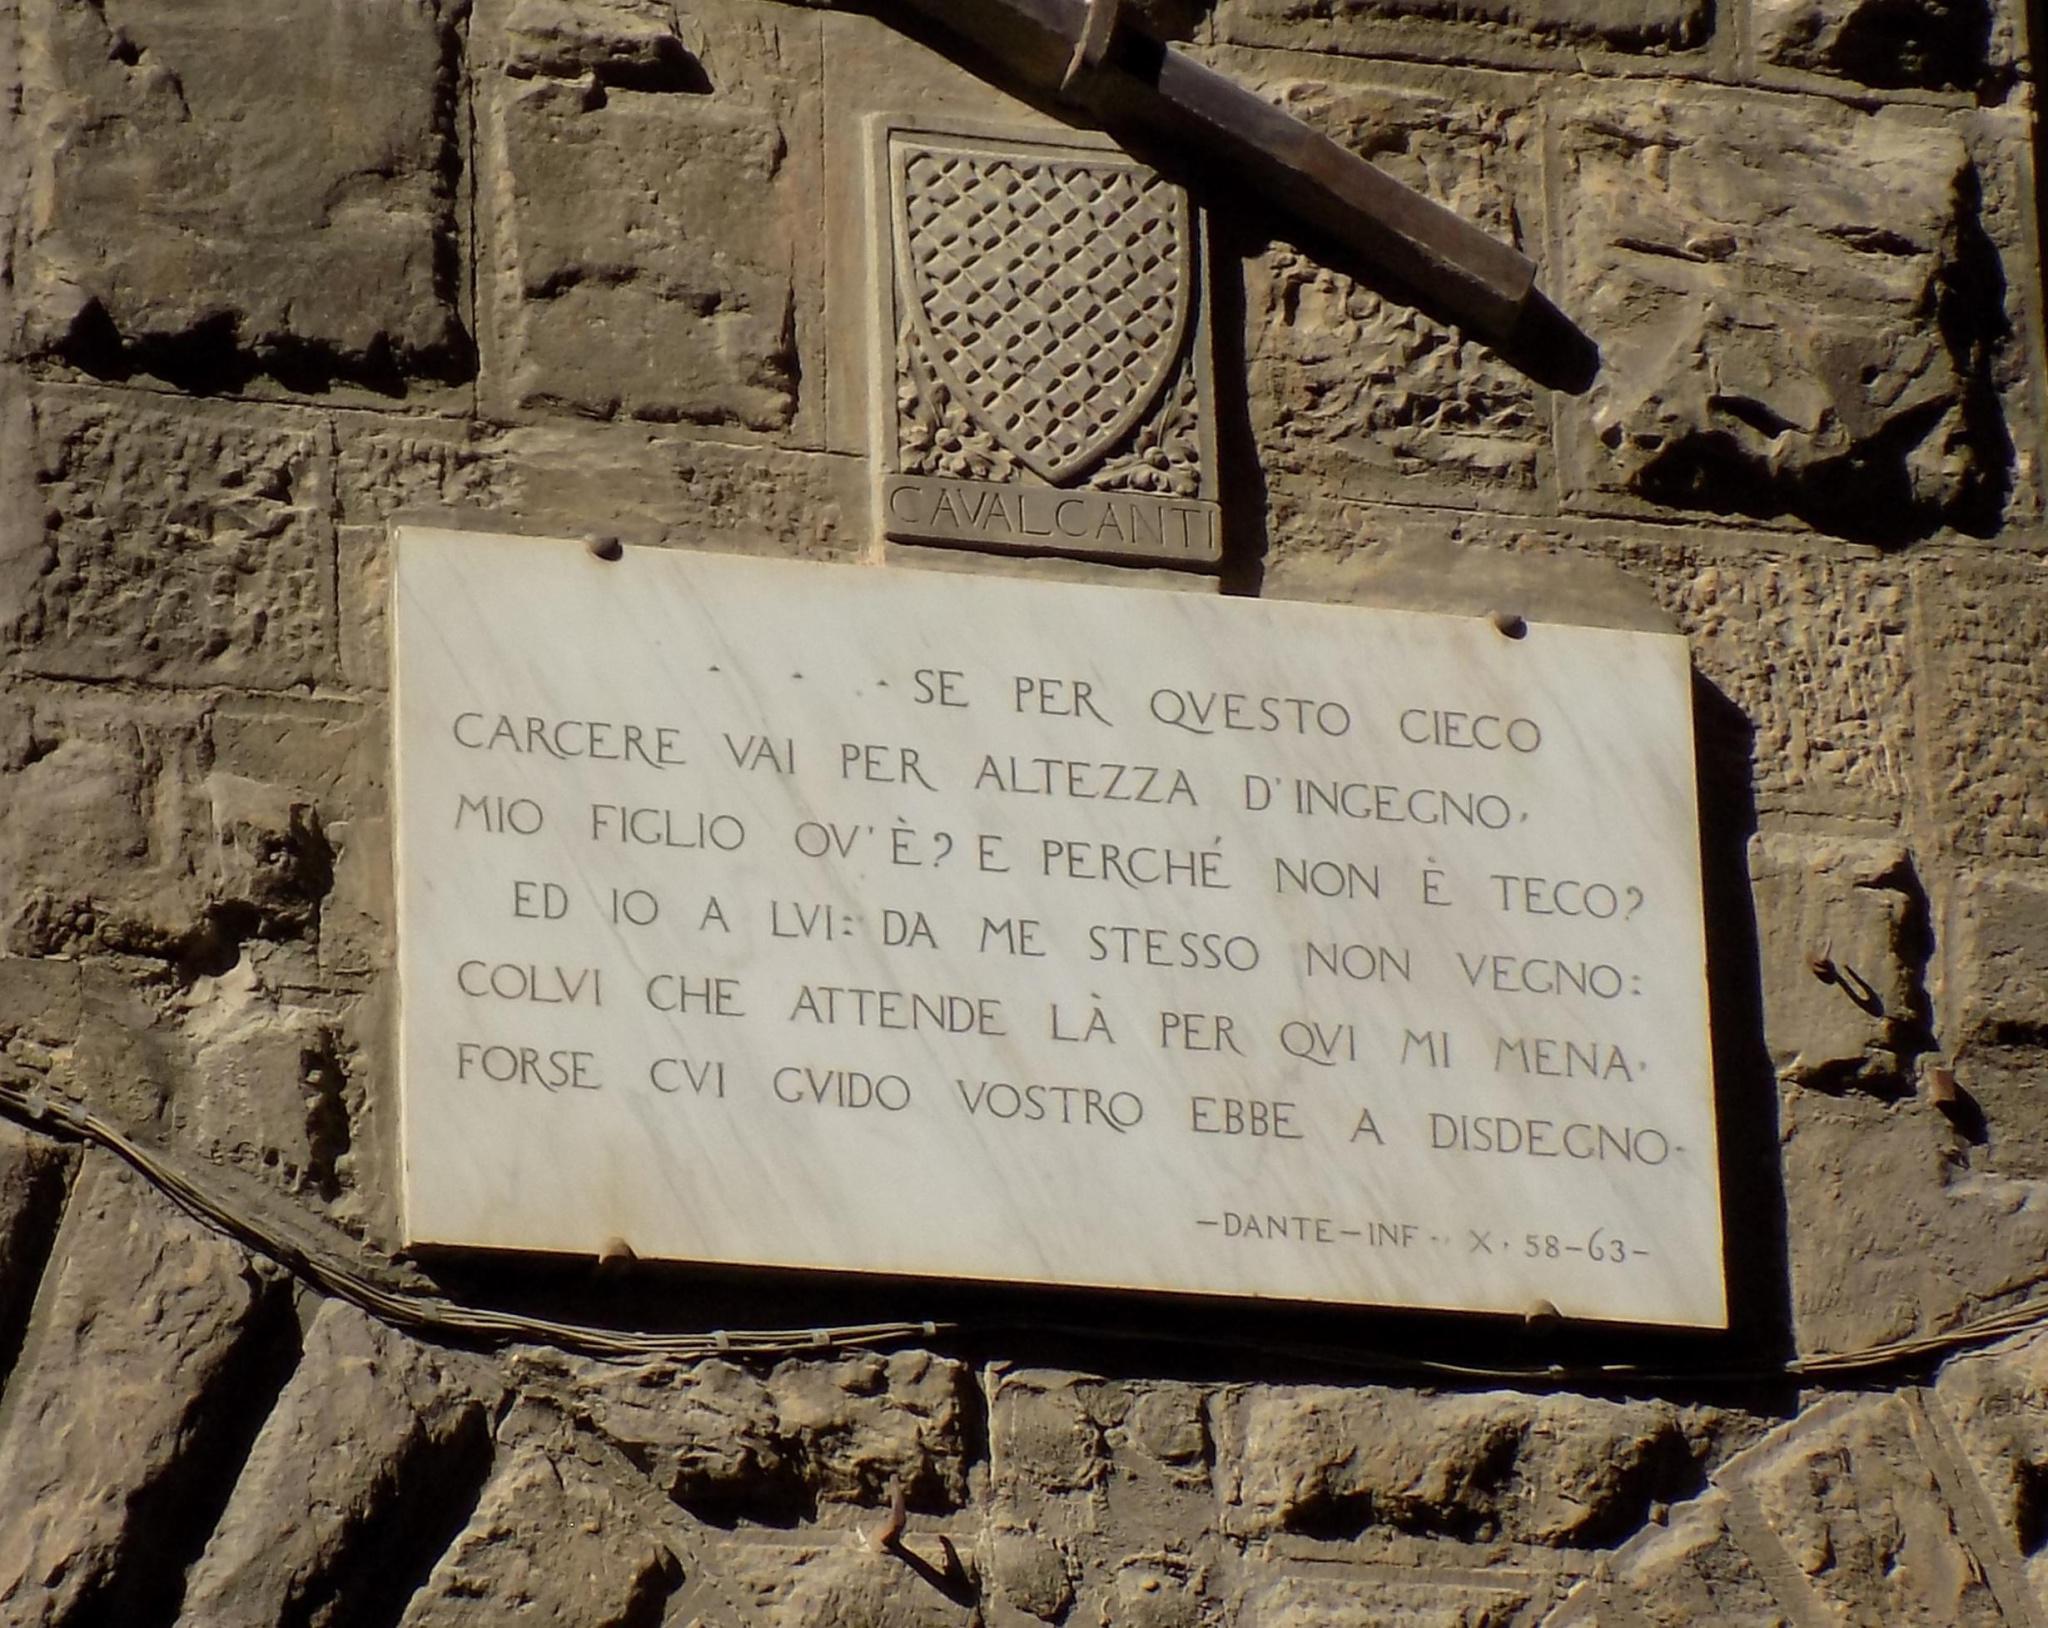 CAVALCANTI
. . . SE PER QVESTO CIECO
CARCERE VAI PER ALTEZZA D'INGEGNO,
MIO FIGLIO OV'È? E PERCHÉ NON È TECO?
ED IO A LVI: DA ME STESSO NON VEGNO:
COLVI CHE ATTENDE LÀ PER QVI MI MENA,
FORSE CVI GVIDO VOSTRO EBBE A DISDEGNO.
-DANTE-INF.. X. 58-63-